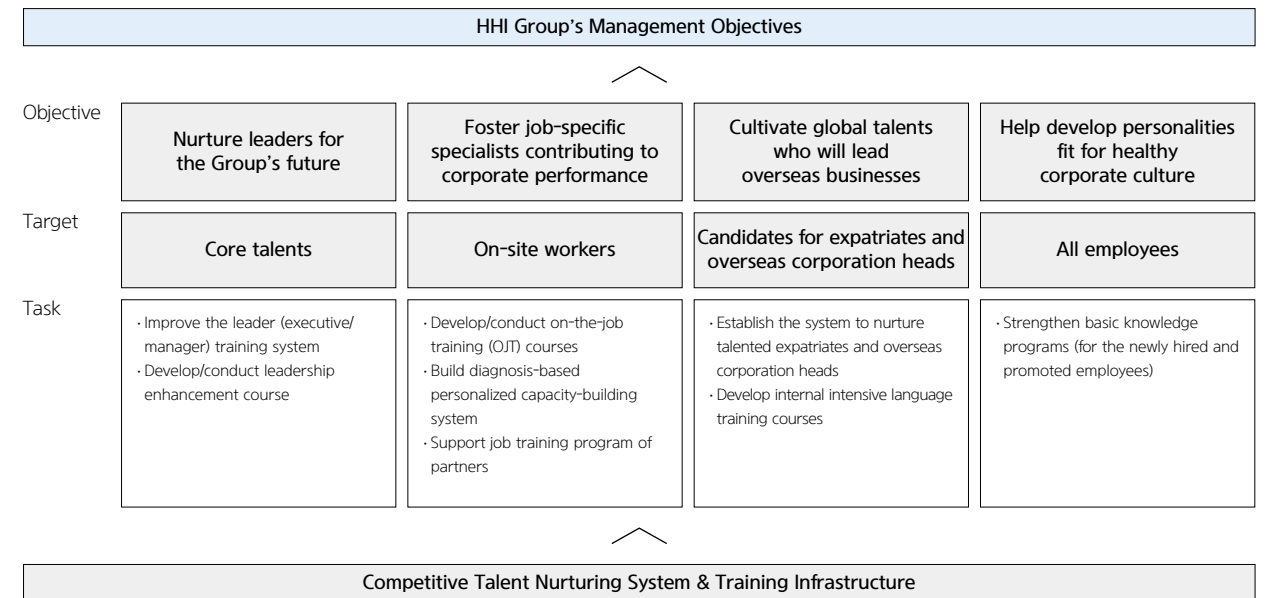 HHI Group's Management Objectives
Objective
Nurture leaders for
the Group's future
Foster job-specific
specialists contributing to
corporate performance
Cultivate global talents
who will lead
overseas businesses
Help develop personalities
fit for healthy
corporate culture
Target
Core talents
On-site workers
Candidates for expatriates and
overseas corporation heads
All employees
Task
· Improve the leader (executive/
manager) training system
· Develop/conduct leadership
enhancement course
· Develop/conduct on-the-job
training (OJT) courses
· Build diagnosis-based
personalized capacity-building
system
· Support job training program of
partners
· Establish the system to nurture
talented expatriates and overseas
corporation heads
· Develop internal intensive language
training courses
· Strengthen basic knowledge
programs (for the newly hired and
promoted employees)
Competitive Talent Nurturing System & Training Infrastructure